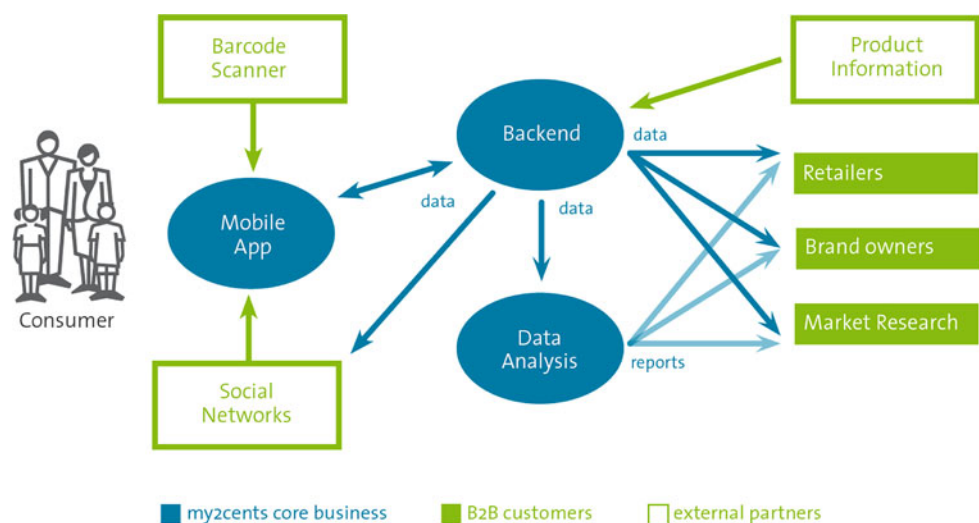 Barcode
Scanner
Product
Information
Backend
data
Retailers
data
data
Mobile
App
Brand owners
Consumer
Data
Analysis
Market Research
reports
Social
Networks
my2cents core business
B2B customers
external partners